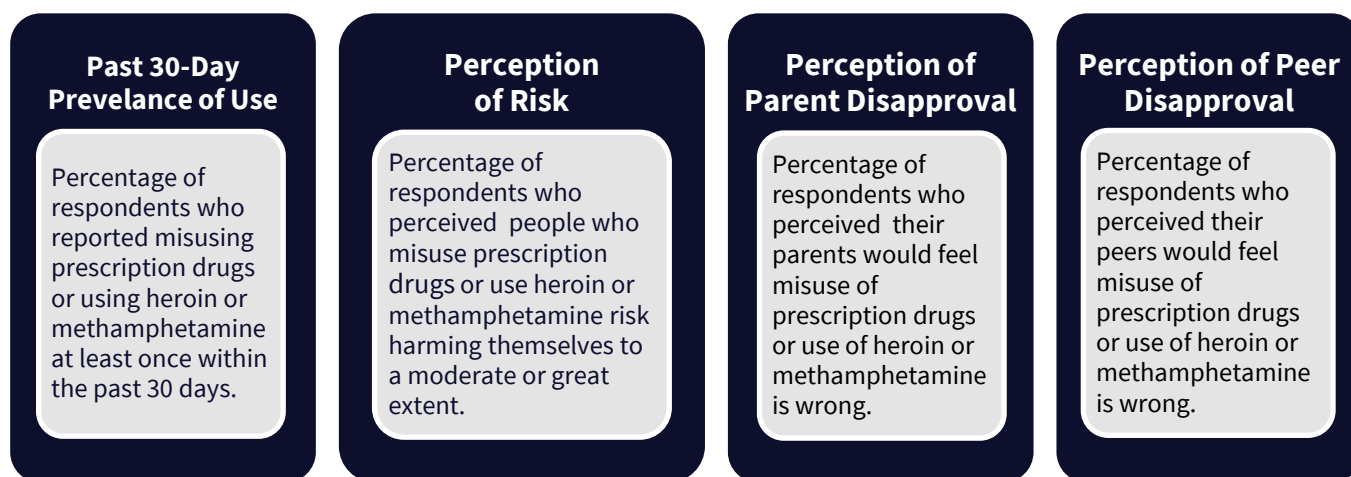 Past 30-Day
Prevelance of Use
Percentage of
respondents who
reported misusing
prescription drugs
or using heroin or
methamphetamine
at least once within
the past 30 days.
Perception
of Risk
Percentage of
respondents who
perceived  people who
misuse prescription
drugs or use heroin or
methamphetamine risk
harming themselves to
a moderate or great
extent.
Perception of
Parent Disapproval
Percentage of
respondents who
perceived  their
parents would feel
misuse of
prescription drugs
or use of heroin or
methamphetamine
is wrong.
Perception of Peer
Disapproval
Percentage of
respondents who
perceived their
peers would feel
misuse of
prescription drugs
or use of heroin or
methamphetamine
is wrong.